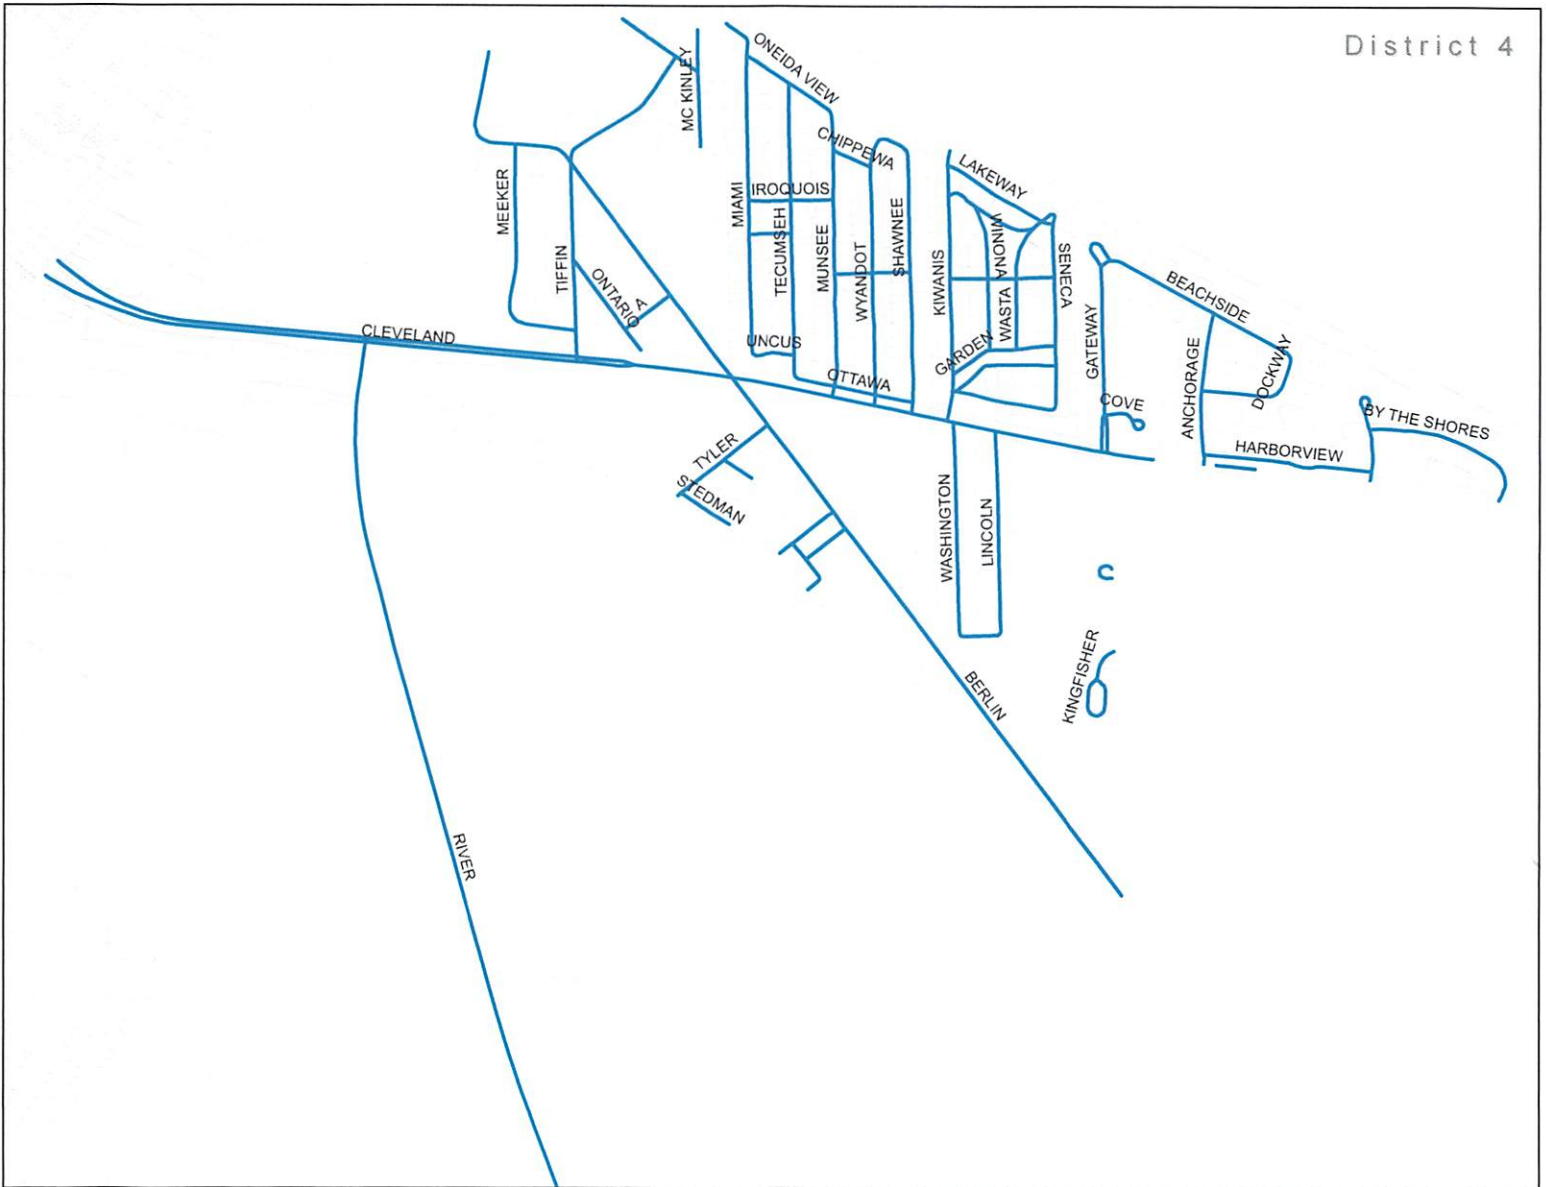 District 4
MC KINLEY
ONEIDA VIEW
CHIPPEWA
LAKEWAY
MEEKER
MIAMI
IROQUOIS
TECUMSEH
MUNSEE
WYANDOT
SHAWNEE
KIWANIS
WINONA
WASTA
SENECA
TIFFIN
ONTARIO
A
BEACHSIDE
GATEWAY
CLEVELAND
UNCUS
OTTAWA
GARDEN
ANCHORAGE
DOCKWAY
COVE
BY THE SHORES
HARBORVIEW
TYLER
STEDMAN
WASHINGTON
LINCOLN
KINGFISHER
BERLIN
RIVER